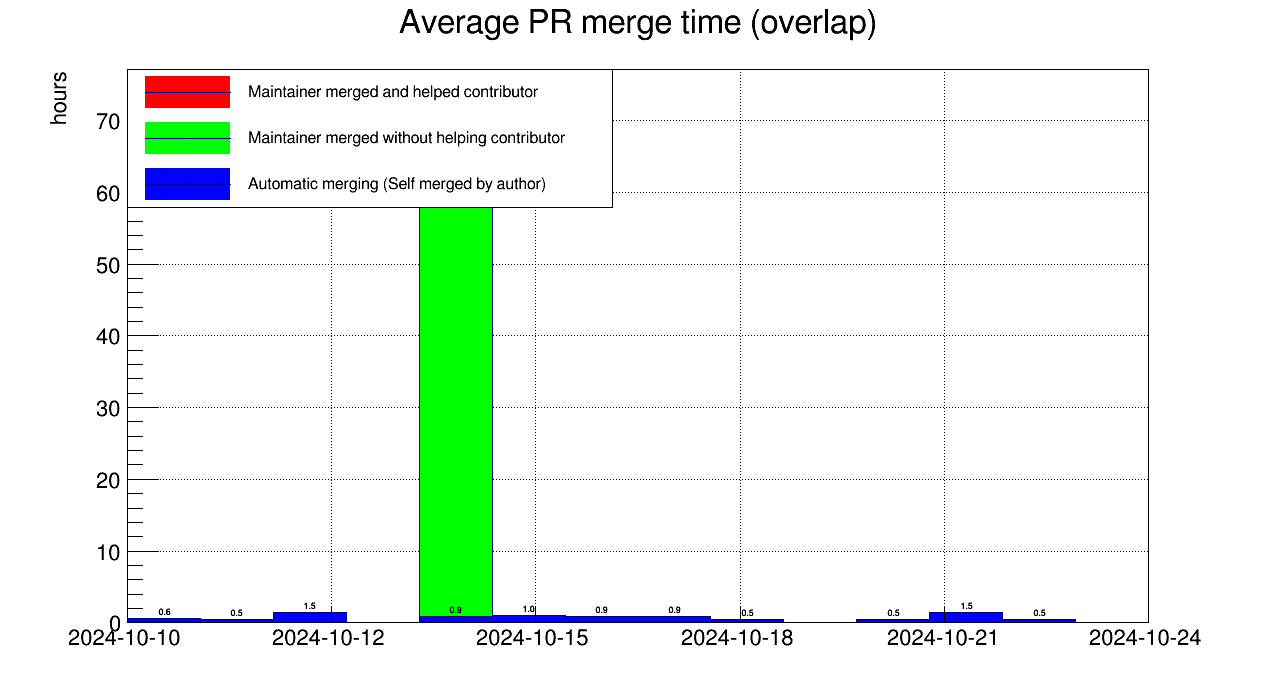 Average PR merge time (overlap)
hours
Maintainer merged and helped contributor
Maintainer merged without helping contributor
Automatic merging (Self merged by author)
70
60
50
40
30
20
10
0
0.6 0.5 1.5 0.9 1.0 0.9 0.9 0.5 0.5 1.5 0.5
2024-10-10 2024-10-12 2024-10-15 2024-10-18 2024-10-21 2024-10-24